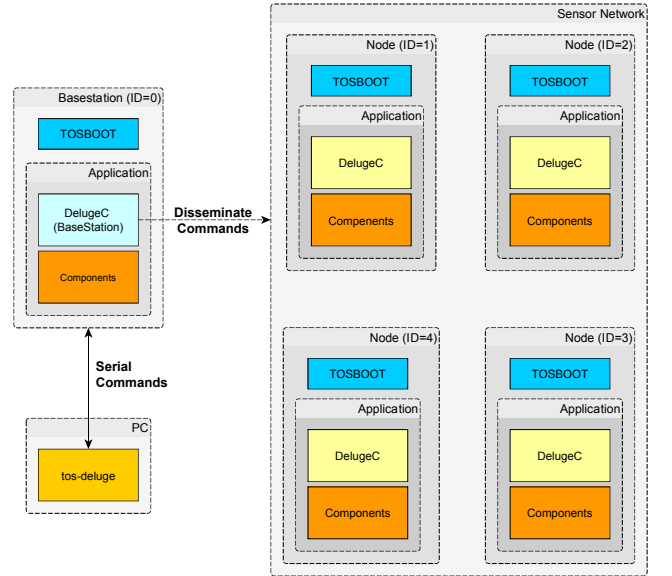 Sensor Network
Node (ID=1)
TOSBOOT
Application
DelugeC
Compenents
Node (ID=2)
TOSBOOT
Application
DelugeC
Components
Basestation (ID=0)
TOSBOOT
Application
DelugeC
(BaseStation)
Components
Disseminate
Commands
Serial
Commands
PC
tos-deluge
Node (ID=4)
TOSBOOT
Application
DelugeC
Components
Node (ID=3)
TOSBOOT
Application
DelugeC
Components